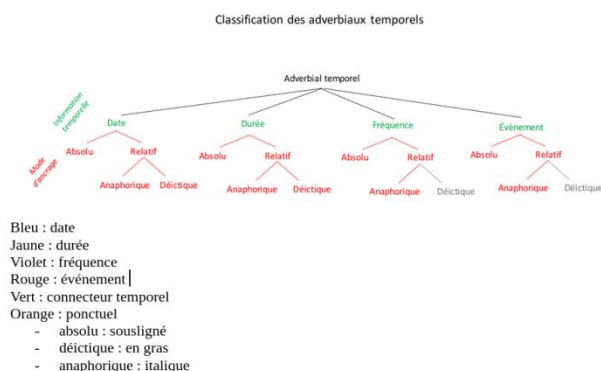 Classification des adverbiaux temporels
Adverbial temporel
Information
temporelle
Date Durée Fréquence Évènement
Mode
d'ancrage
Absolu Relatif Absolu Relatif Absolu Relatif Absolu Relatif
Anaphorique Déictique Anaphorique Déictique Anaphorique Déictique Anaphorique Déictique
Bleu : date
Jaune : durée
Violet : fréquence
Rouge : événement
Vert : connecteur temporel
Orange : ponctuel
- absolu : sousligné
- déictique : en gras
- anaphorique : italique